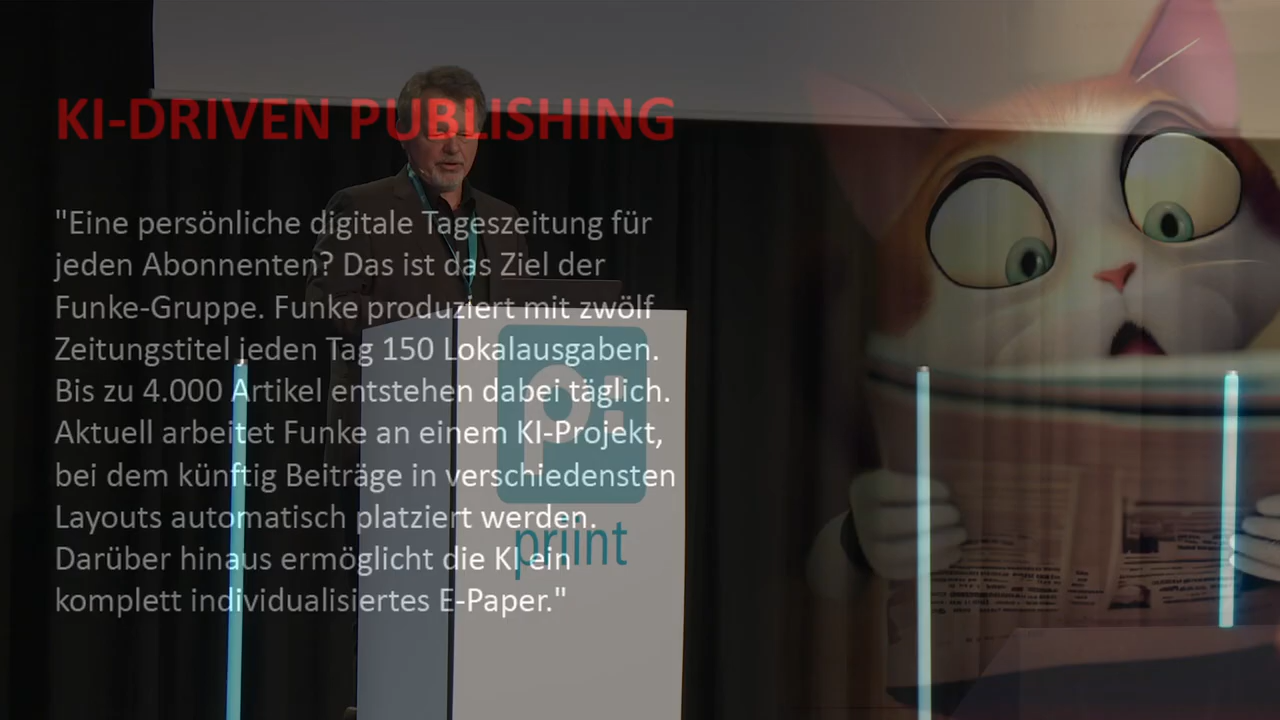 KI-DRIVEN PUBLISHING
"Eine persönliche digitale Tageszeitung für
jeden Abonnenten? Das ist das Ziel der
Funke-Gruppe. Funke produziert mit zwölf
Zeitungstitel jeden Tag 150 Lokalausgaben.
Bis zu 4.000 Artikel entstehen dabei täglich.
Aktuell arbeitet Funke an einem KI-Projekt,
bei dem künftig Beiträge in verschiedensten
Layouts automatisch platziert werden.
Darüber hinaus ermöglicht die KI ein
komplett individualisiertes E-Paper."
priint